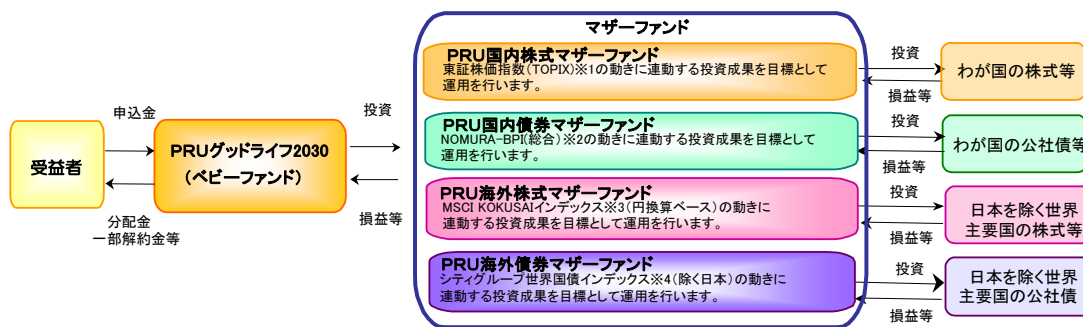 マザーファンド
受益者
申込金
分配金
一部解約金等
PRUグッドライフ2030
(ベビーファンド)
投資
損益等
PRU国内株式マザーファンド
東証株価指数(TOPIX)※1の動きに連動する投資成果を目標として
運用を行います。
投資
損益等
わが国の株式等
PRU国内債券マザーファンド
NOMURA-BPI(総合)※2の動きに連動する投資成果を目標として
運用を行います。
投資
損益等
わが国の公社債等
PRU海外株式マザーファンド
MSCI KOKUSAIインデックス※3(円換算ベース)の動きに
連動する投資成果を目標として運用を行います。
投資
損益等
日本を除く世界
主要国の株式等
PRU海外債券マザーファンド
シティグループ世界国債インデックス※4(除く日本)の動きに
連動する投資成果を目標として運用を行います。
投資
損益等
日本を除く世界
主要国の公社債